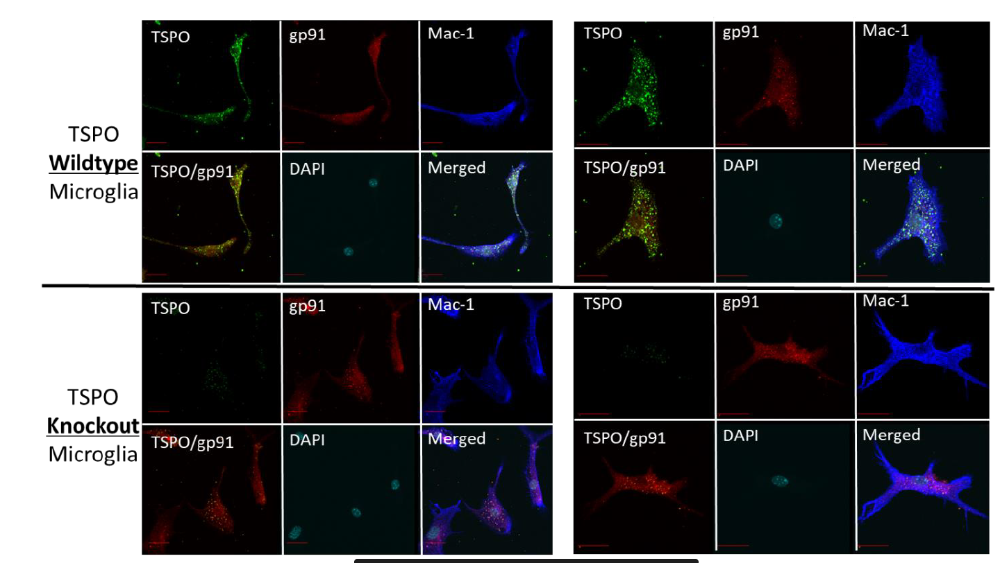 TSPO
gp91
Mac-1
TSPO/gp91
DAPI
Merged
TSPO
gp91
Mac-1
TSPO/gp91
DAPI
Merged
TSPO
Wildtype
Microglia
TSPO
gp91
Mac-1
TSPO/gp91
DAPI
Merged
TSPO
gp91
Mac-1
TSPO/gp91
DAPI
Merged
TSPO
Knockout
Microglia